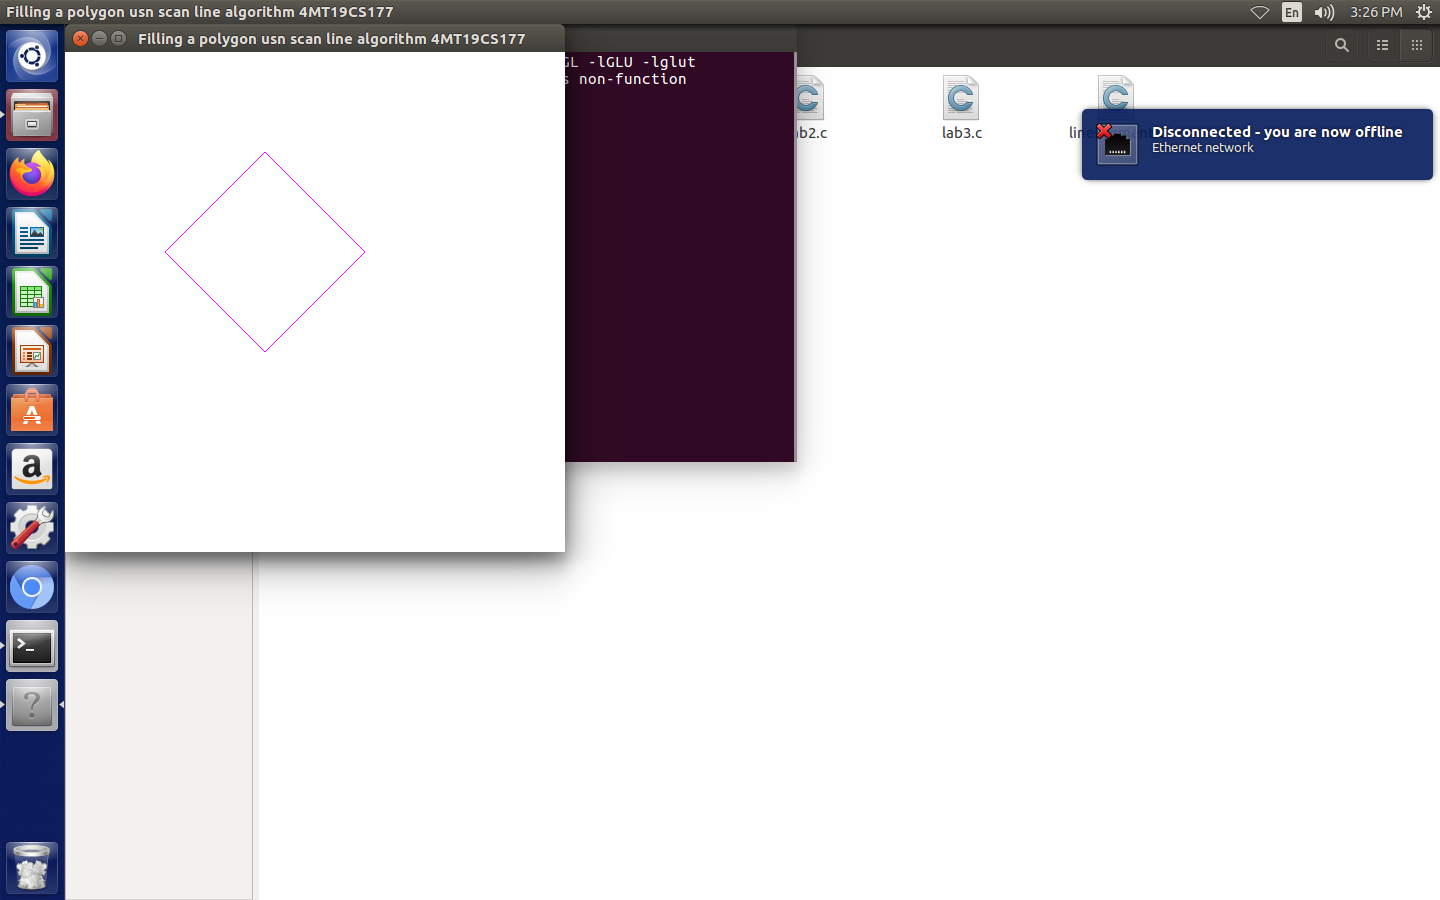 Filling a polygon usn scan line algorithm 4MT19CS177
En
3:26 PM
Filling a polygon usn scan line algorithm 4MT19CS177
GL -lGLU -lglut
s non-function
b2.c
lab3.c
Disconnected - you are now offline
Ethernet network